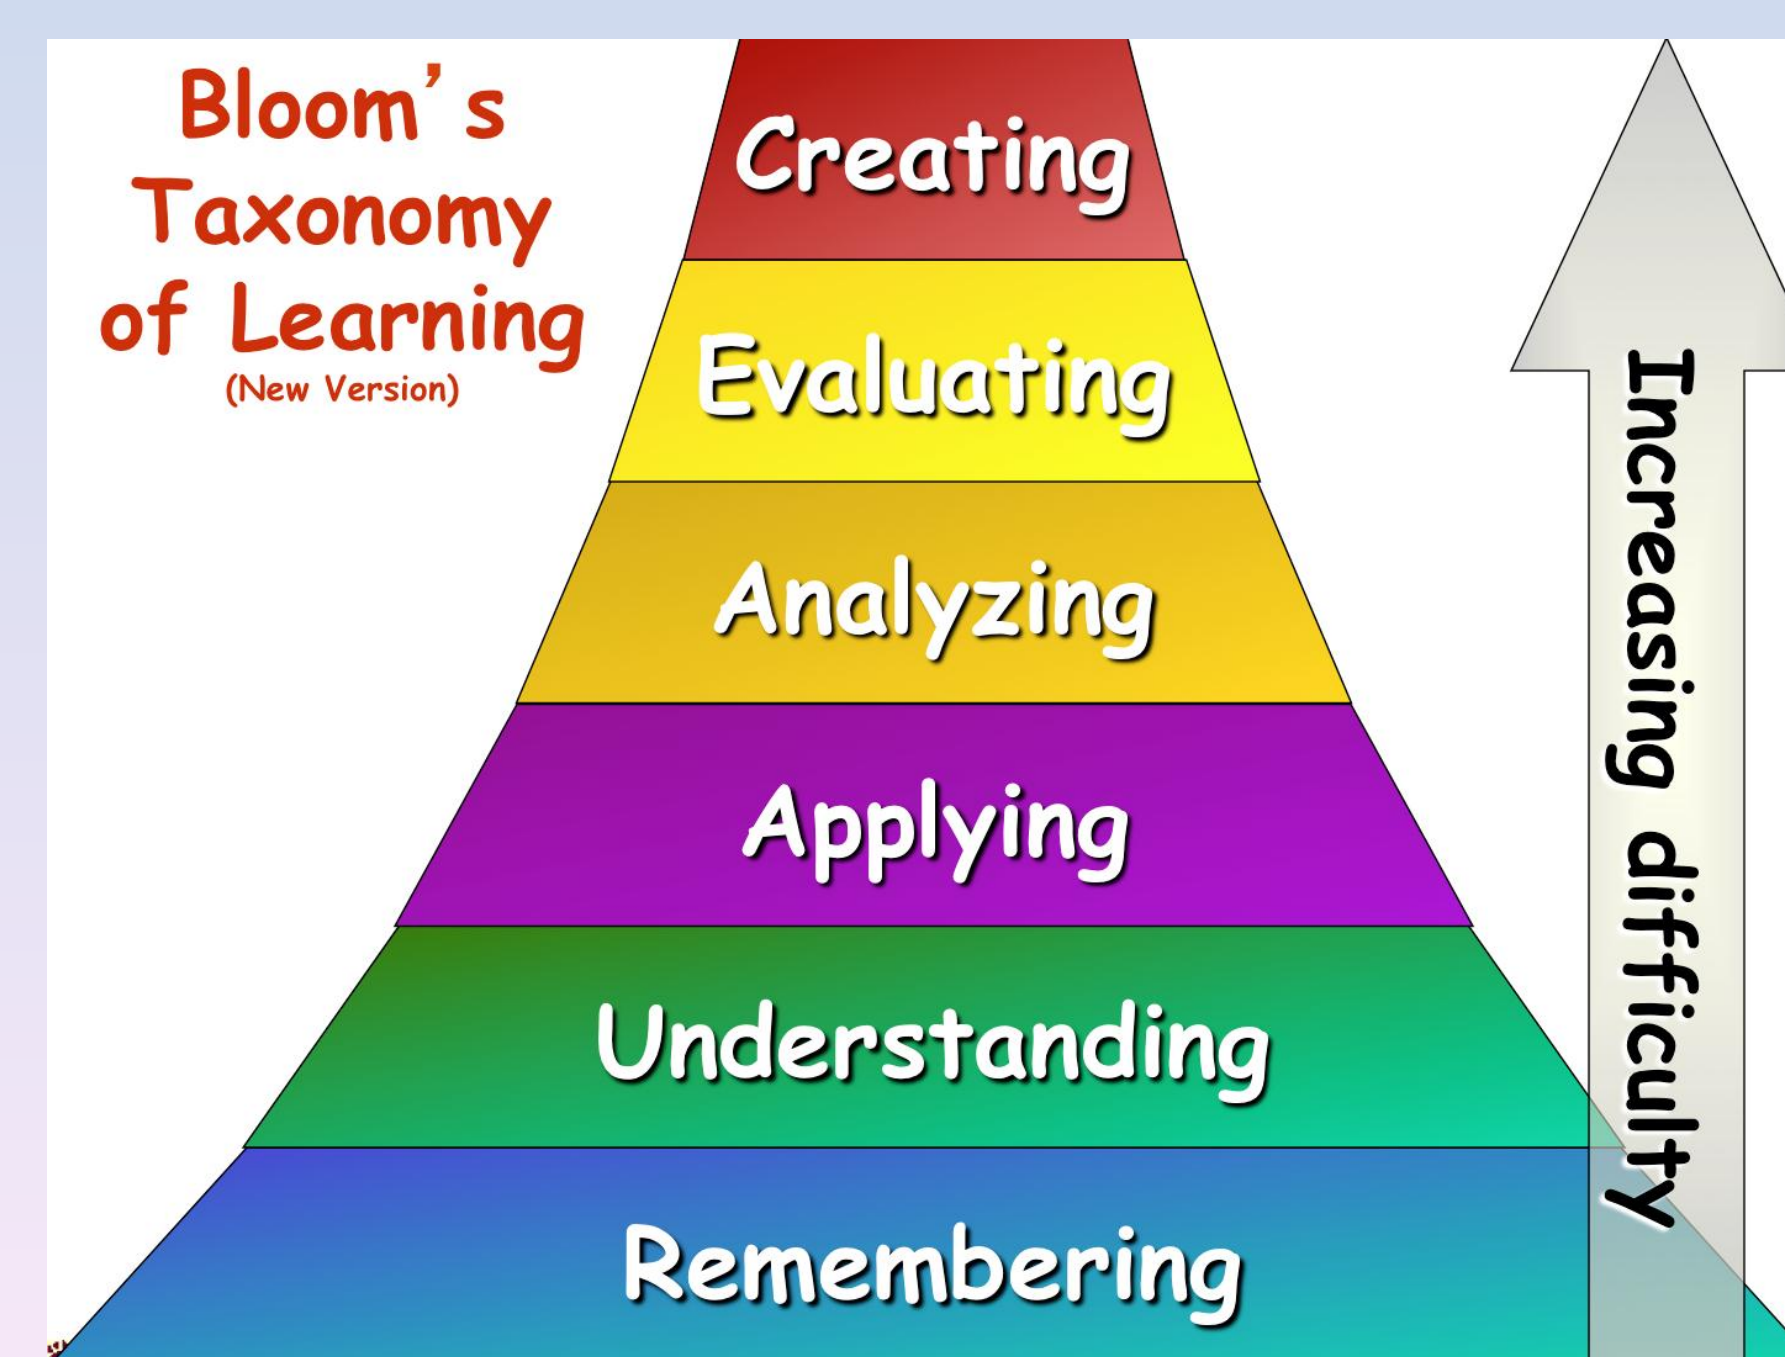 Bloom's
Taxonomy
of Learning
(New Version)
Creating
Evaluating
Analyzing
Applying
Understanding
Remembering
Increasing difficulty